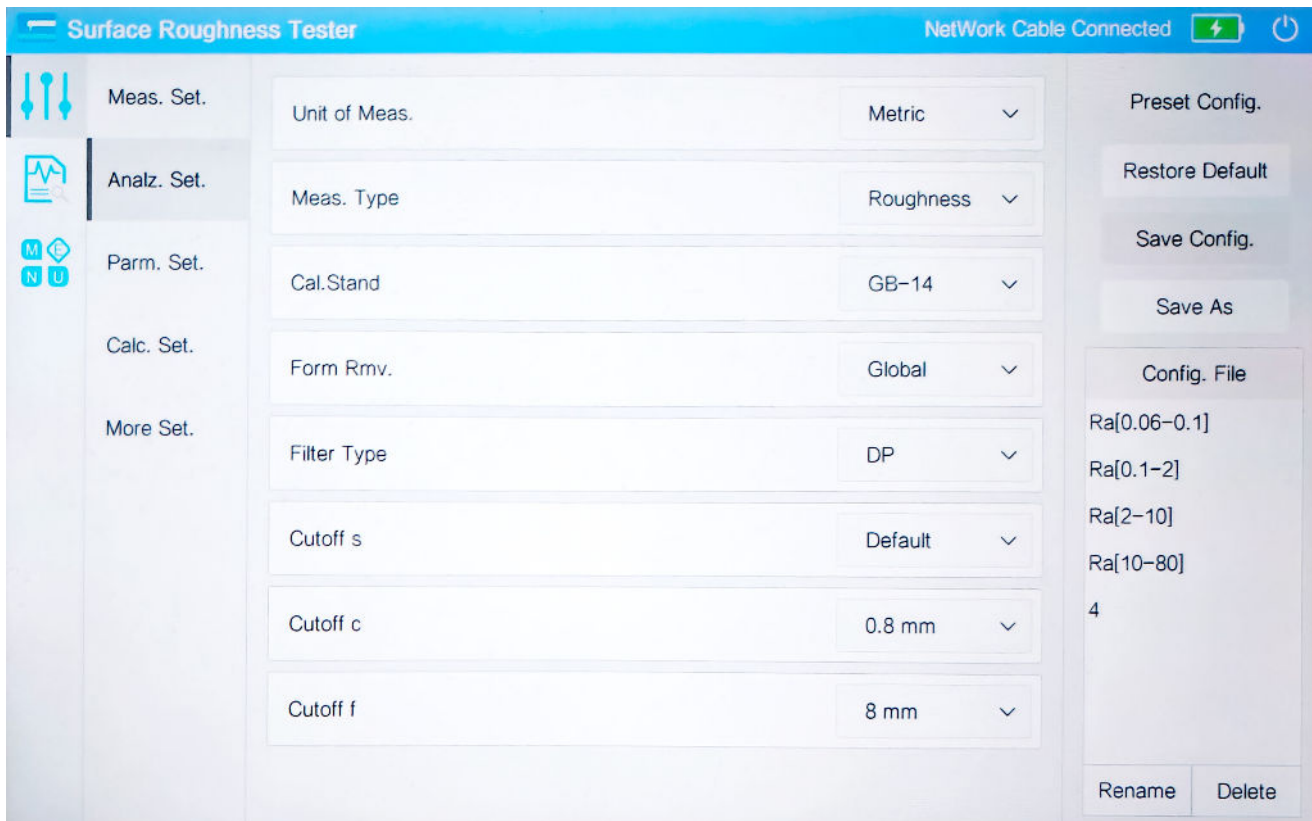 Surface Roughness Tester
NetWork Cable Connected
Meas. Set.
Analz. Set.
Parm. Set.
Calc. Set.
More Set.
M E
N U
Unit of Meas. Metric
Meas. Type Roughness
Cal.Stand GB-14
Form Rmv. Global
Filter Type DP
Cutoff s Default
Cutoff c 0.8 mm
Cutoff f 8 mm
Preset Config.
Restore Default
Save Config.
Save As
Config. File
Ra[0.06-0.1]
Ra[0.1-2]
Ra[2-10]
Ra[10-80]
4
Rename Delete